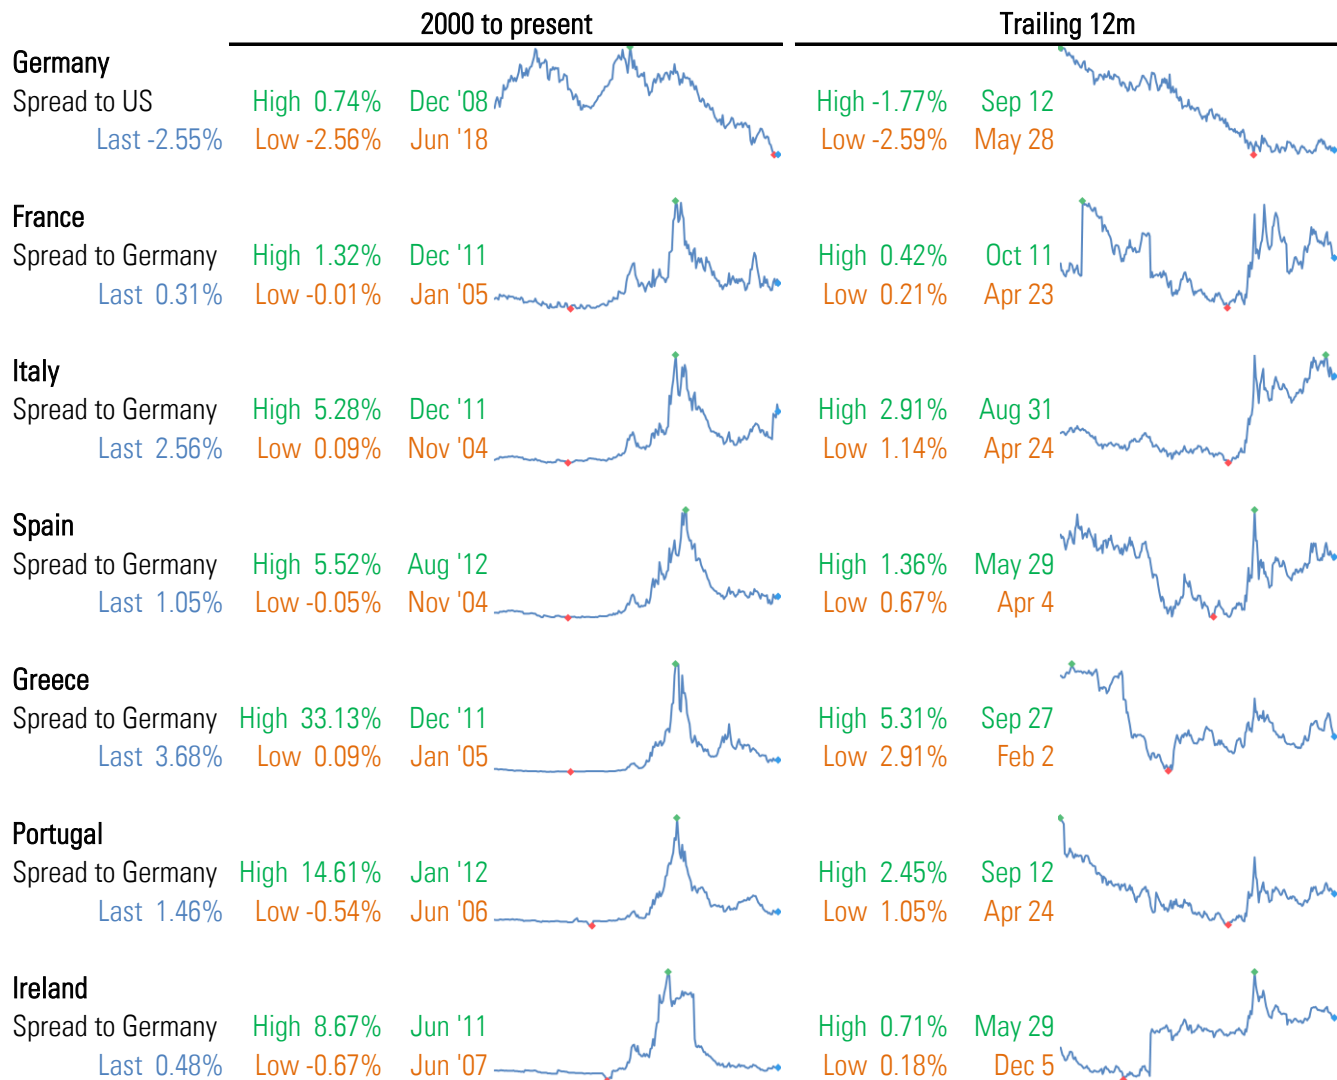 2000 to present Trailing 12m
Germany
Spread to US High 0.74% Dec '08 High -1.77% Sep 12
Last -2.55% Low -2.56% Jun '18 Low -2.59% May 28
France
Spread to Germany High 1.32% Dec '11 High 0.42% Oct 11
Last 0.31% Low -0.01% Jan '05 Low 0.21% Apr 23
Italy
Spread to Germany High 5.28% Dec '11 High 2.91% Aug 31
Last 2.56% Low 0.09% Nov '04 Low 1.14% Apr 24
Spain
Spread to Germany High 5.52% Aug '12 High 1.36% May 29
Last 1.05% Low -0.05% Nov '04 Low 0.67% Apr 4
Greece
Spread to Germany High 33.13% Dec '11 High 5.31% Sep 27
Last 3.68% Low 0.09% Jan '05 Low 2.91% Feb 2
Portugal
Spread to Germany High 14.61% Jan '12 High 2.45% Sep 12
Last 1.46% Low -0.54% Jun '06 Low 1.05% Apr 24
Ireland
Spread to Germany High 8.67% Jun '11 High 0.71% May 29
Last 0.48% Low -0.67% Jun '07 Low 0.18% Dec 5